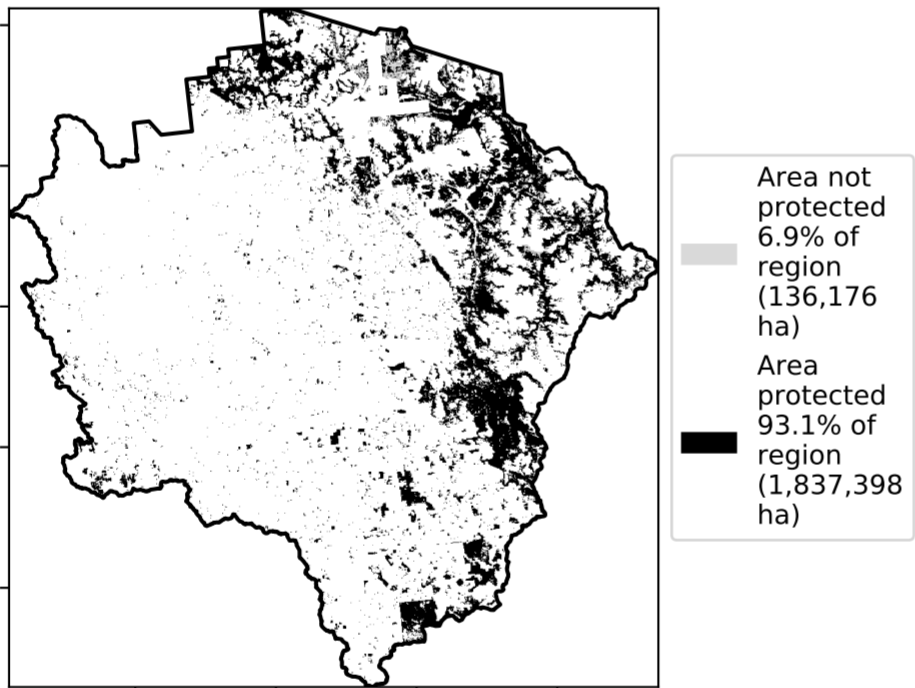 Area not
protected
6.9% of
region
(136,176
ha)
Area
protected
93.1% of
region
(1,837,398
ha)